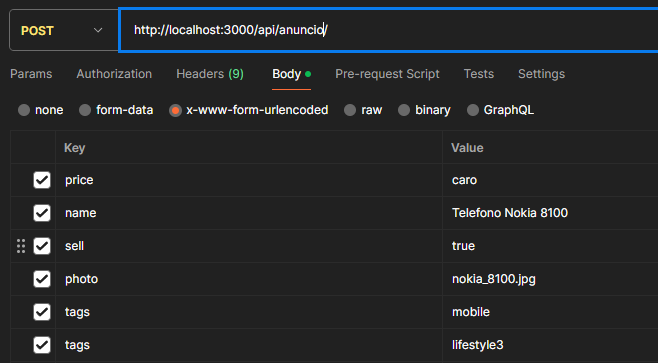 POST http://localhost:3000/api/anuncio/
Params Authorization Headers (9) Body Pre-request Script Tests Settings
none form-data x-www-form-urlencoded raw binary GraphQL
Key Value
price caro
name Telefono Nokia 8100
sell true
photo nokia_8100.jpg
tags mobile
tags lifestyle3